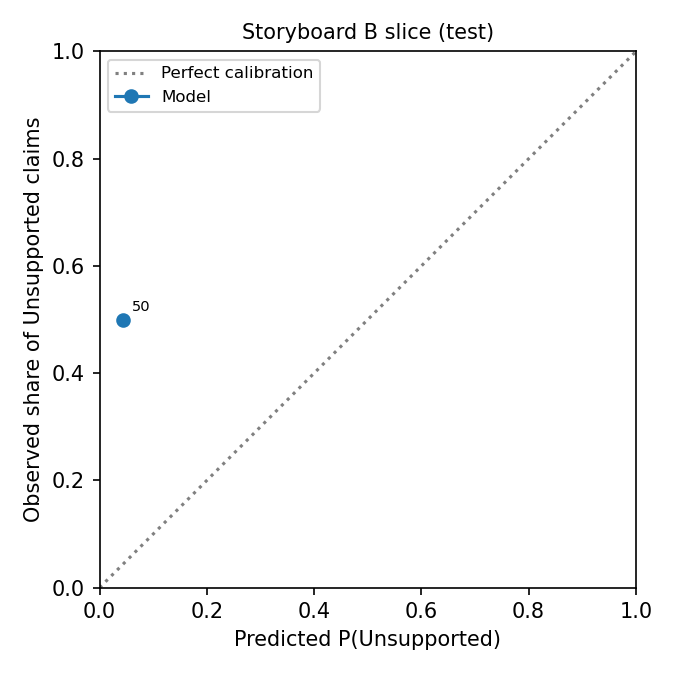 Storyboard B slice (test)
1.0
0.8
0.6
0.4
0.2
0.0
Observed share of Unsupported claims
Perfect calibration
Model
50
0.0 0.2 0.4 0.6 0.8 1.0
Predicted P(Unsupported)